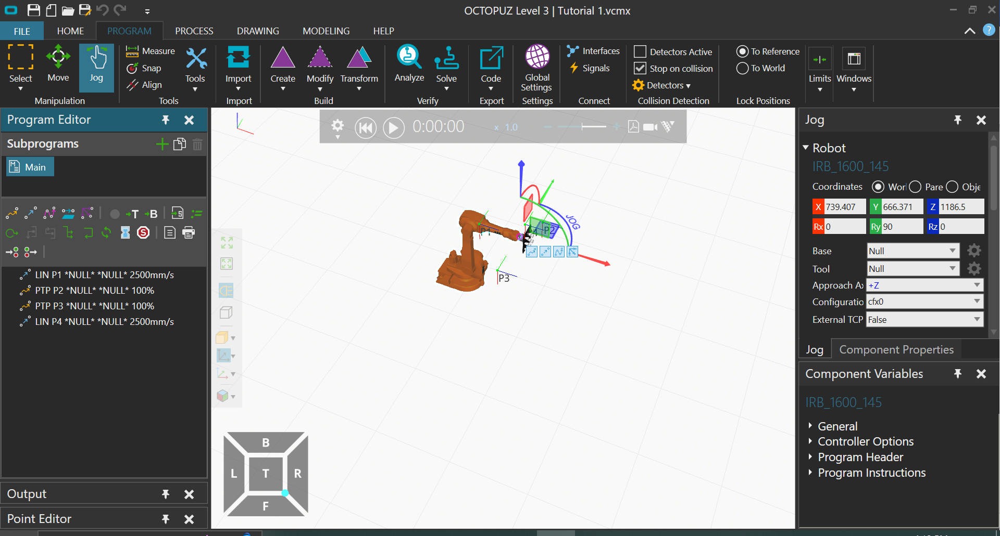 OCTOPUZ Level 3 | Tutorial 1.vcmx
FILE HOME PROGRAM PROCESS DRAWING MODELING HELP
Select
Move
Jog
Manipulation
Measure
Snap
Align
Tools
Tools
Import
Import
Create
Modify
Transform
Build
Analyze
Solve
Verify
Code
Export
Global
Settings
Settings
Interfaces
Signals
Connect
Detectors Active
Stop on collision
Detectors
Collision Detection
To Reference
To World
Lock Positions
Limits
Windows
Program Editor
Subprograms
Main
T
B
S
S
LIN P1 *NULL* *NULL* 2500mm/s
PTP P2 *NULL* *NULL* 100%
PTP P3 *NULL* *NULL* 100%
LIN P4 *NULL* *NULL* 2500mm/s
Output
Point Editor
0:00:00
x 1.0
JOG
P1
4
P2
P3
B
L T R
F
Jog
Robot
IRB_1600_145
Coordinates Wor Pare Obje
X 739.407 Y 666.371 Z 1186.5
Rx 0 Ry 90 Rz 0
Base Null
Tool Null
Approach Ax +Z
Configuratio cfx0
External TCP False
Jog Component Properties
Component Variables
IRB_1600_145
General
Controller Options
Program Header
Program Instructions